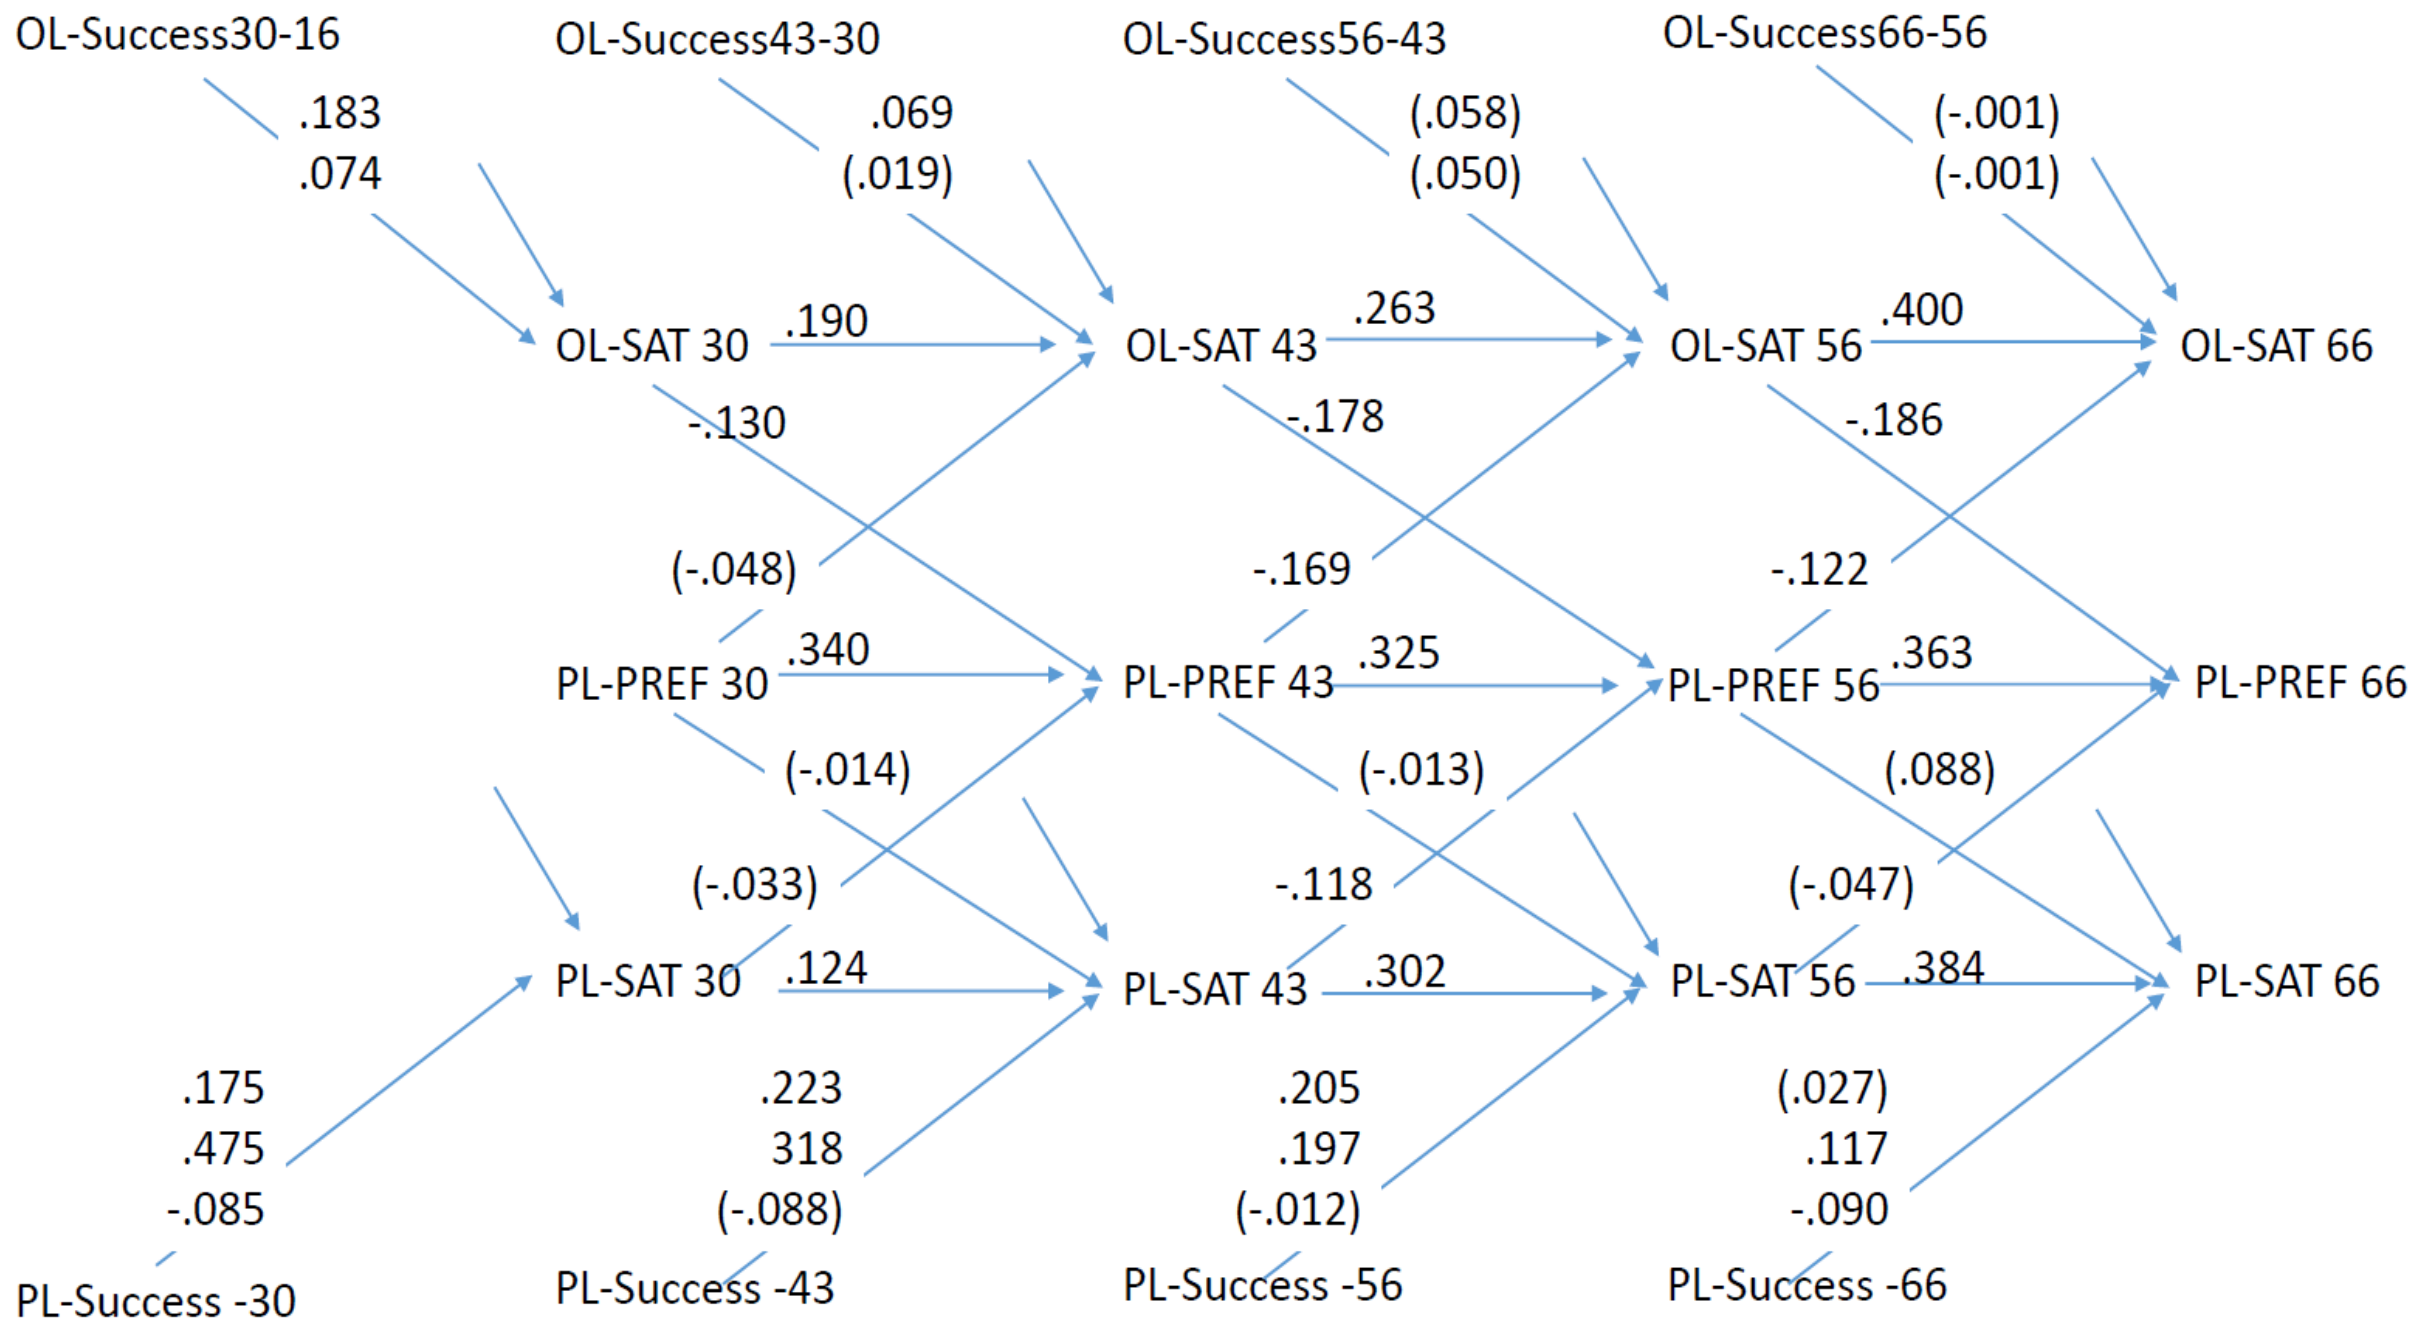 OL-Success30-16 OL-Success43-30 OL-Success56-43 OL-Success66-56
.183 .069 (.058) (-.001)
.074 (.019) (.050) (-.001)
.190 .263 .400
OL-SAT 30 OL-SAT 43 OL-SAT 56 OL-SAT 66
-.130 -.178 -.186
(-.048) -.169 -.122
.340 .325 .363
PL-PREF 30 PL-PREF 43 PL-PREF 56 PL-PREF 66
(-.014) (-.013) (.088)
(-.033) -.118 (-.047)
.124 .302 .384
PL-SAT 30 PL-SAT 43 PL-SAT 56 PL-SAT 66
.175 .223 .205 (.027)
.475 318 .197 .117
-.085 (-.088) (-.012) -.090
PL-Success -30 PL-Success -43 PL-Success -56 PL-Success -66